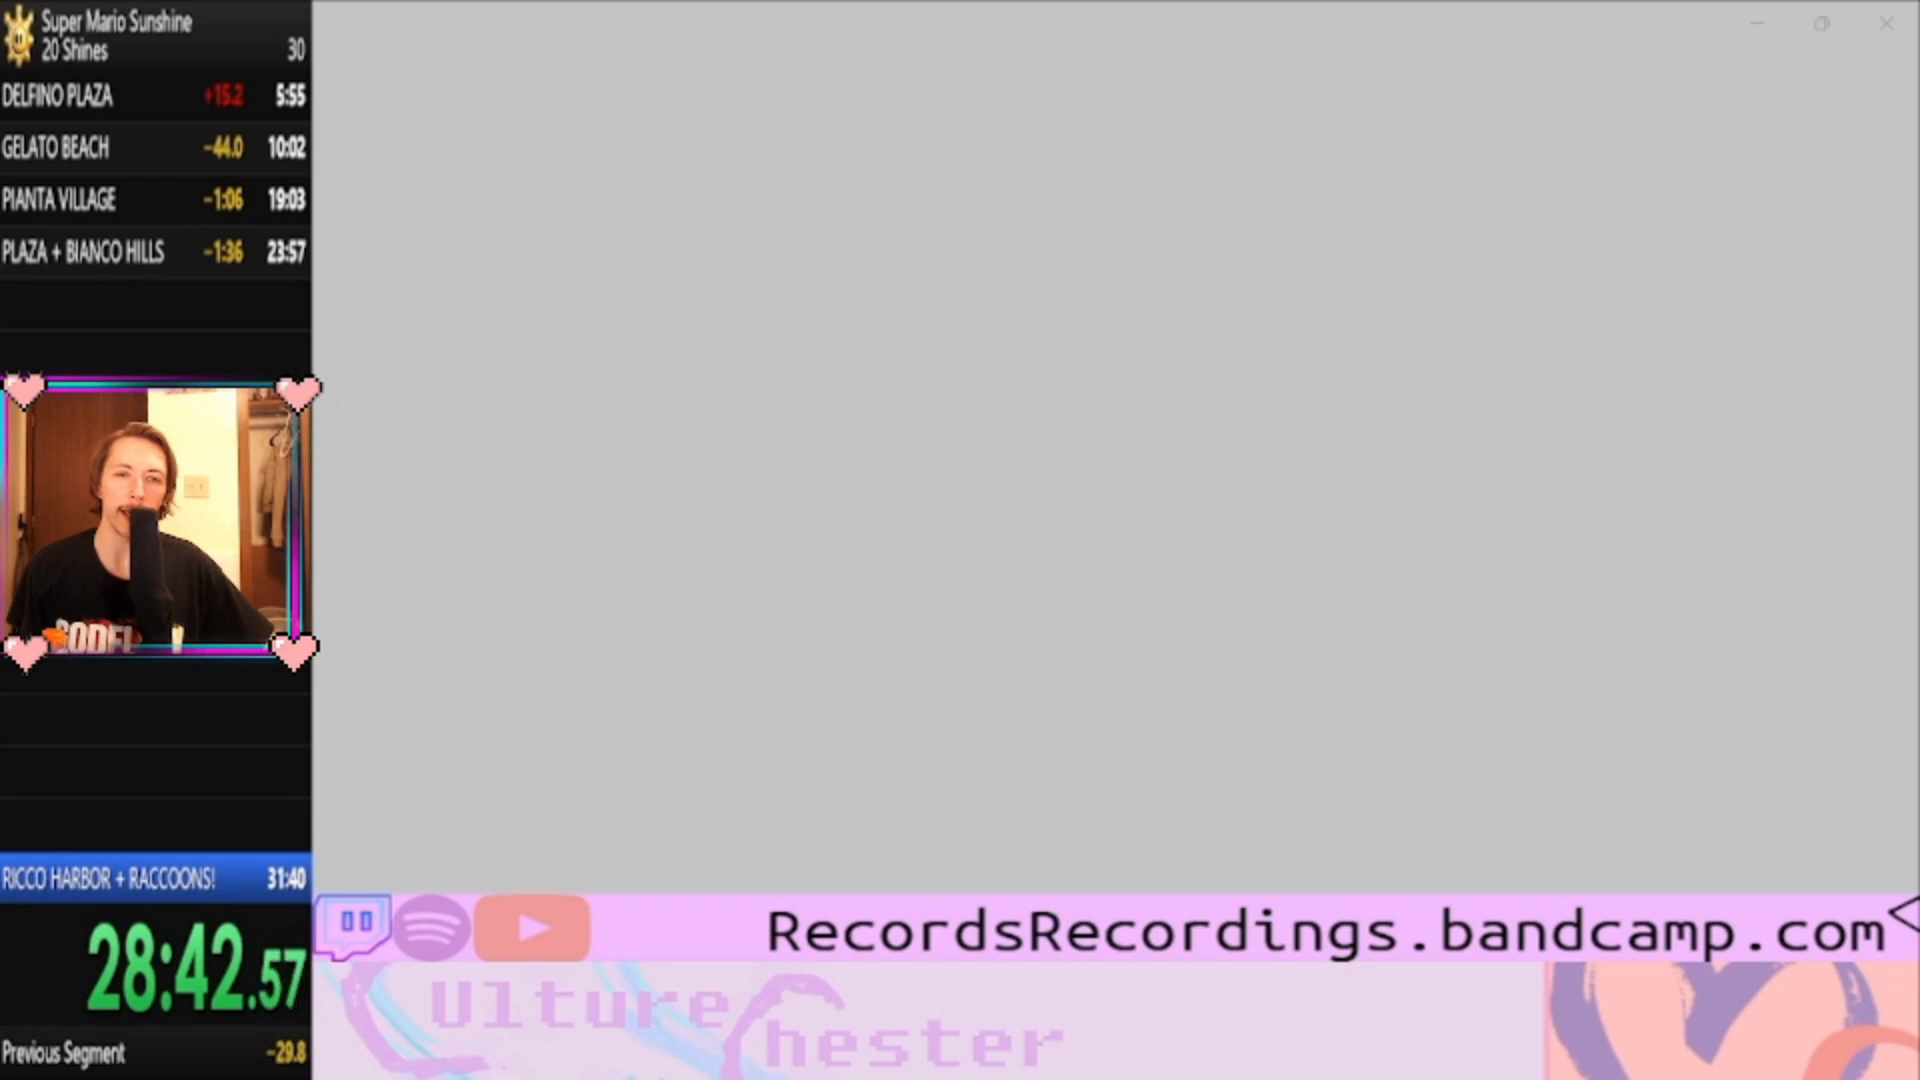 Super Mario Sunshine
20 Shines 30
DELFINO PLAZA +15.2 5:55
GELATO BEACH -44.0 10:02
PIANTA VILLAGE -1:06 19:03
PLAZA + BIANCO HILLS -1:36 23:57
RICCO HARBOR + RACCOONS! 31:40
28:42.57
Previous Segment -29.8
RecordsRecordings.bandcamp.com
Culture
Chester